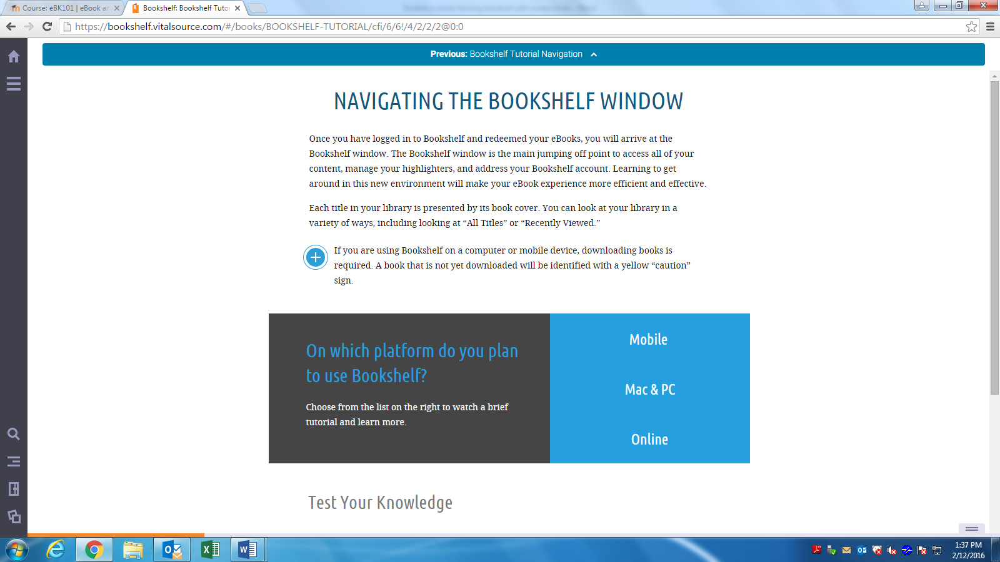 Course: eBK101 | eBook an
Bookshelf: Bookshelf Tuto
https://bookshelf.vitalsource.com/#/books/BOOKSHELF-TUTORIAL/cfi/6/6!/4/2/2/2@0:0
Previous: Bookshelf Tutorial Navigation
NAVIGATING THE BOOKSHELF WINDOW
Once you have logged in to Bookshelf and redeemed your eBooks, you will arrive at the
Bookshelf window. The Bookshelf window is the main jumping off point to access all of your
content, manage your highlighters, and address your Bookshelf account. Learning to get
around in this new environment will make your eBook experience more efficient and effective.
Each title in your library is presented by its book cover. You can look at your library in a
variety of ways, including looking at “All Titles” or “Recently Viewed.”
If you are using Bookshelf on a computer or mobile device, downloading books is
required. A book that is not yet downloaded will be identified with a yellow “caution”
sign.
On which platform do you plan
to use Bookshelf?
Choose from the list on the right to watch a brief
tutorial and learn more.
Mobile
Mac & PC
Online
Test Your Knowledge
1:37 PM
2/12/2016